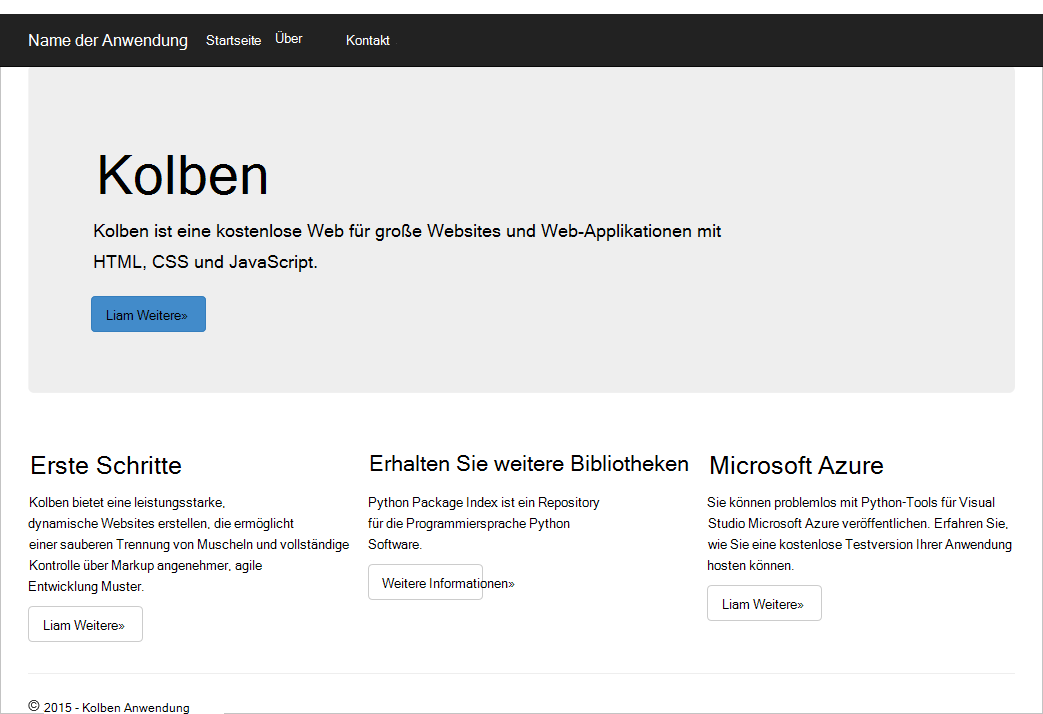 Name der Anwendung Startseite Über Kontakt
Kolben
Kolben ist eine kostenlose Web für große Websites und Web-Applikationen mit
HTML, CSS und JavaScript.
Liam Weitere»
Erste Schritte
Kolben bietet eine leistungsstarke,
dynamische Websites erstellen, die ermöglicht
einer sauberen Trennung von Muscheln und vollständige
Kontrolle über Markup angenehmer, agile
Entwicklung Muster.
Liam Weitere»
Erhalten Sie weitere Bibliotheken
Python Package Index ist ein Repository
für die Programmiersprache Python
Software.
Weitere Informationen»
Microsoft Azure
Sie können problemlos mit Python-Tools für Visual
Studio Microsoft Azure veröffentlichen. Erfahren Sie,
wie Sie eine kostenlose Testversion Ihrer Anwendung
hosten können.
Liam Weitere»
© 2015 - Kolben Anwendung